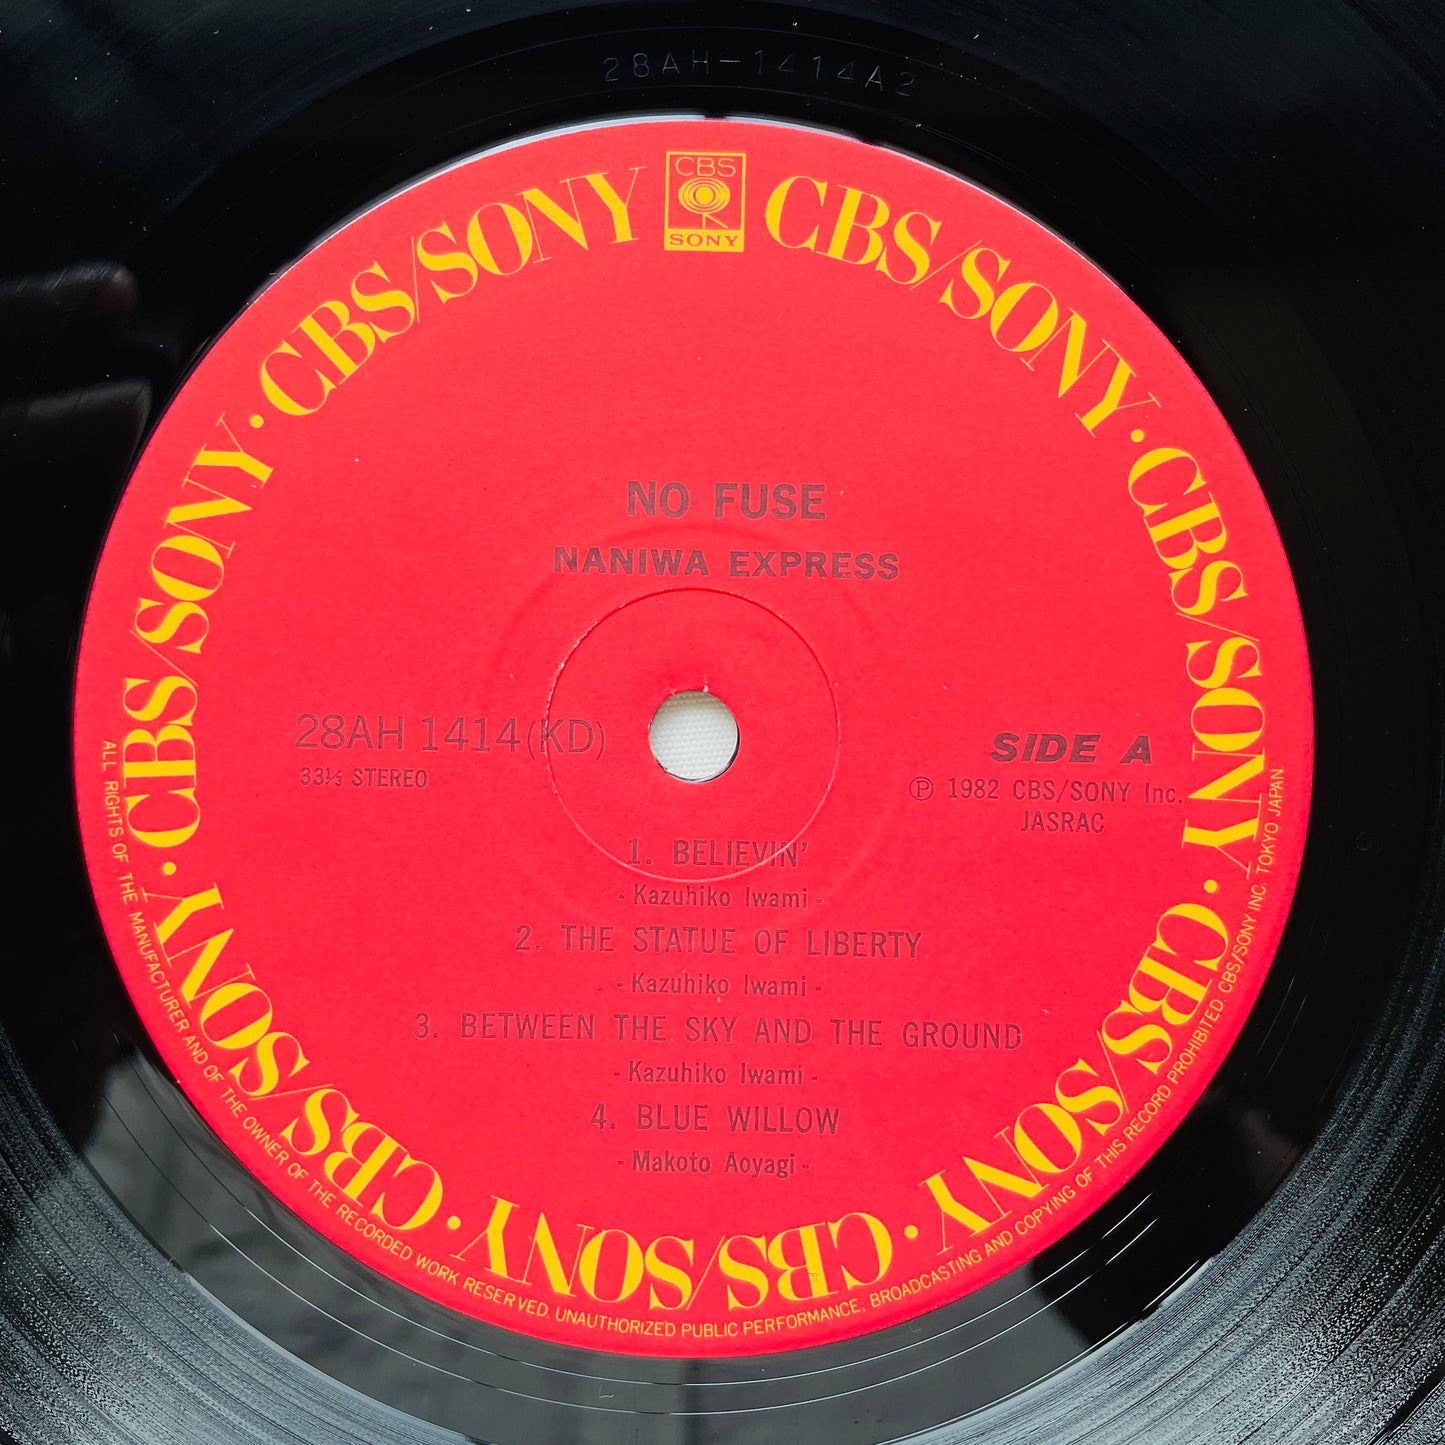 28AH-1414A2
CBS
SONY
CBS/SONY · CBS/SONY · CBS/SONY · CBS/SONY · CBS/SONY · CBS/SONY · CBS/SONY · CBS/SONY
NO FUSE
NANIWA EXPRESS
28AH 1414(KD)
33⅓ STEREO
SIDE A
Ⓟ 1982 CBS/SONY Inc.
JASRAC
1. BELIEVIN'
- Kazuhiko Iwami -
2. THE STATUE OF LIBERTY
- Kazuhiko Iwami -
3. BETWEEN THE SKY AND THE GROUND
- Kazuhiko Iwami -
4. BLUE WILLOW
- Makoto Aoyagi -
ALL RIGHTS OF THE MANUFACTURER AND OF THE OWNER OF THE RECORDED WORK RESERVED. UNAUTHORIZED PUBLIC PERFORMANCE, BROADCASTING AND COPYING OF THIS RECORD PROHIBITED. CBS/SONY INC. TOKYO JAPAN.